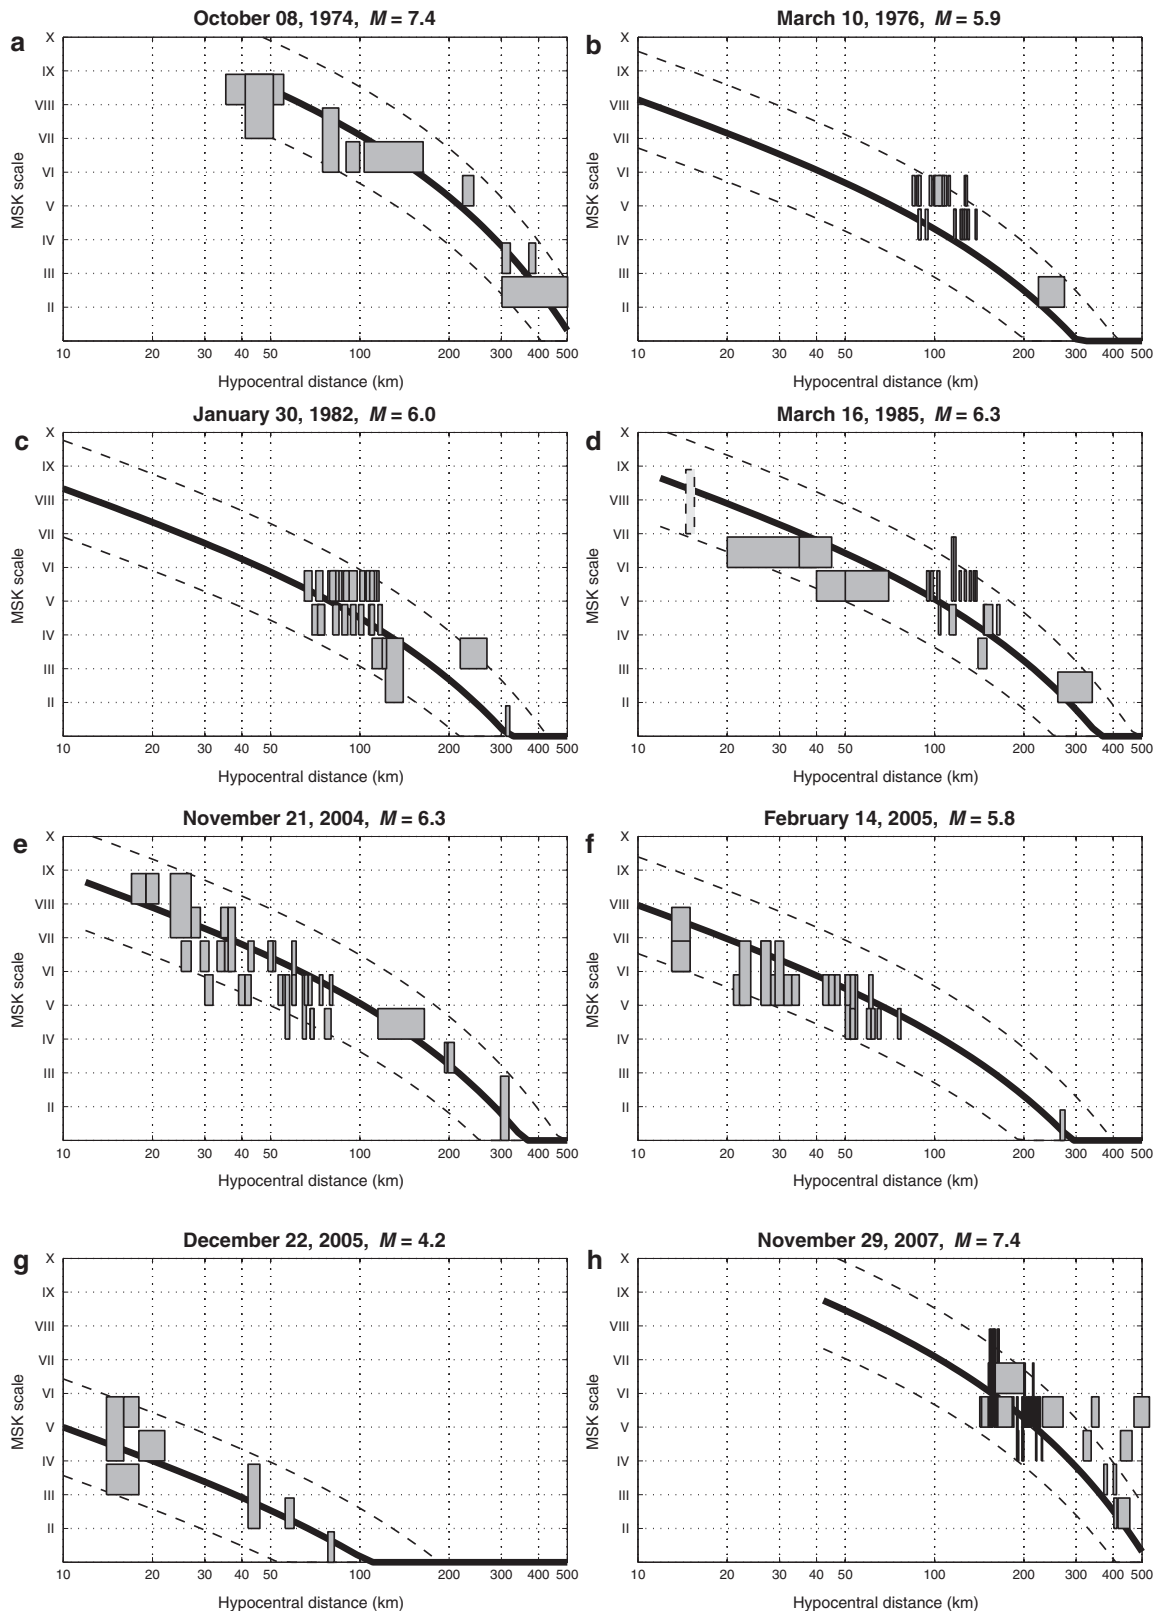 October 08, 1974, M = 7.4
March 10, 1976, M = 5.9
a
b
X
IX
VIII
VII
VI
V
IV
III
II
MSK scale
10 20 30 40 50 100 200 300 400 500
Hypocentral distance (km)
X
IX
VIII
VII
VI
V
IV
III
II
MSK scale
10 20 30 40 50 100 200 300 400 500
Hypocentral distance (km)
January 30, 1982, M = 6.0
March 16, 1985, M = 6.3
c
d
X
IX
VIII
VII
VI
V
IV
III
II
MSK scale
10 20 30 40 50 100 200 300 400 500
Hypocentral distance (km)
X
IX
VIII
VII
VI
V
IV
III
II
MSK scale
10 20 30 40 50 100 200 300 400 500
Hypocentral distance (km)
November 21, 2004, M = 6.3
February 14, 2005, M = 5.8
e
f
X
IX
VIII
VII
VI
V
IV
III
II
MSK scale
10 20 30 40 50 100 200 300 400 500
Hypocentral distance (km)
X
IX
VIII
VII
VI
V
IV
III
II
MSK scale
10 20 30 40 50 100 200 300 400 500
Hypocentral distance (km)
December 22, 2005, M = 4.2
November 29, 2007, M = 7.4
g
h
X
IX
VIII
VII
VI
V
IV
III
II
MSK scale
10 20 30 40 50 100 200 300 400 500
Hypocentral distance (km)
X
IX
VIII
VII
VI
V
IV
III
II
MSK scale
10 20 30 40 50 100 200 300 400 500
Hypocentral distance (km)